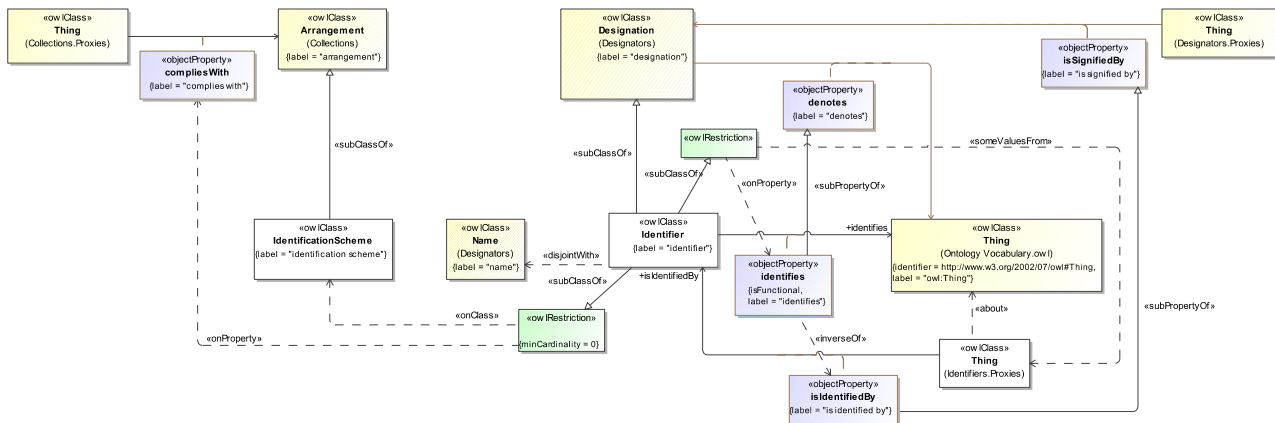 «owlClass»
Thing
(Collections.Proxies)
«owlClass»
Arrangement
(Collections)
{label = "arrangement"}
«objectProperty»
compliesWith
{label = "complies with"}
«owlClass»
Designation
(Designators)
{label = "designation"}
«owlClass»
Thing
(Designators.Proxies)
«objectProperty»
isSignifiedBy
{label = "is signified by"}
«objectProperty»
denotes
{label = "denotes"}
«owlRestriction»
«someValuesFrom»
«subClassOf»
«subClassOf»
«subClassOf»
«onProperty»
«subPropertyOf»
«owlClass»
IdentificationScheme
{label = "identification scheme"}
«owlClass»
Name
(Designators)
{label = "name"}
«disjointWith»
«owlClass»
Identifier
{label = "identifier"}
+identifies
+isIdentifiedBy
«owlClass»
Thing
(Ontology Vocabulary.owl)
{identifier = http://www.w3.org/2002/07/owl#Thing,
label = "owl:Thing"}
«objectProperty»
identifies
{isFunctional,
label = "identifies"}
«subClassOf»
«subPropertyOf»
«about»
«onClass»
«onProperty»
«owlRestriction»
{minCardinality = 0}
«inverseOf»
«owlClass»
Thing
(Identifiers.Proxies)
«objectProperty»
isIdentifiedBy
{label = "is identified by"}